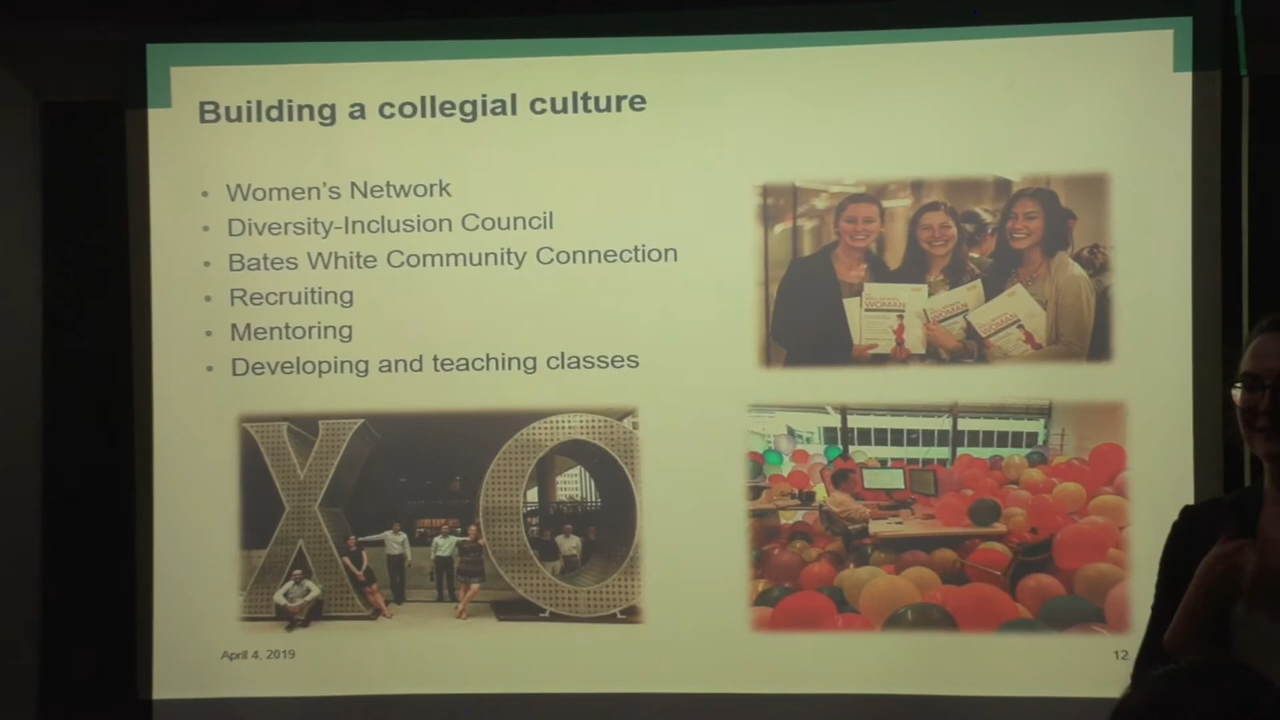 Building a collegial culture
• Women's Network
• Diversity-Inclusion Council
• Bates White Community Connection
• Recruiting
• Mentoring
• Developing and teaching classes
WOMAN
WOMAN
WOMAN
XO
April 4, 2019
12